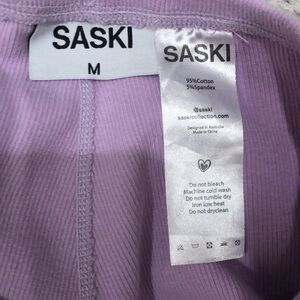 SASKI
M
SASKI
95%Cotton
5%Spandex
@saski
saskicollection.com
Designed in Australia
Made in China
Do not bleach
Machine cold wash
Do not tumble dry
Iron low heat
Do not dryclean